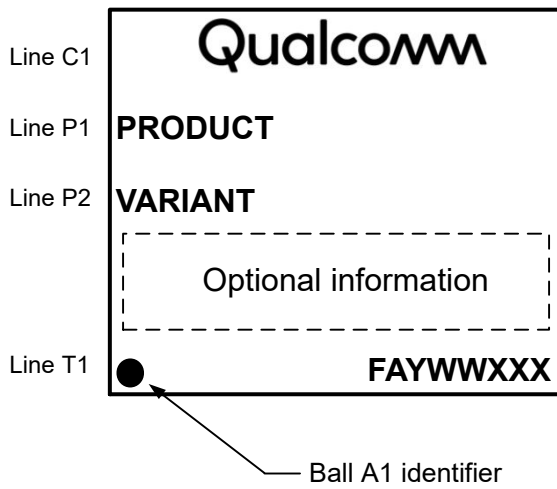 Line C1 Qualcomm
Line P1 PRODUCT
Line P2 VARIANT
Optional information
Line T1 FAYWWXXX
Ball A1 identifier